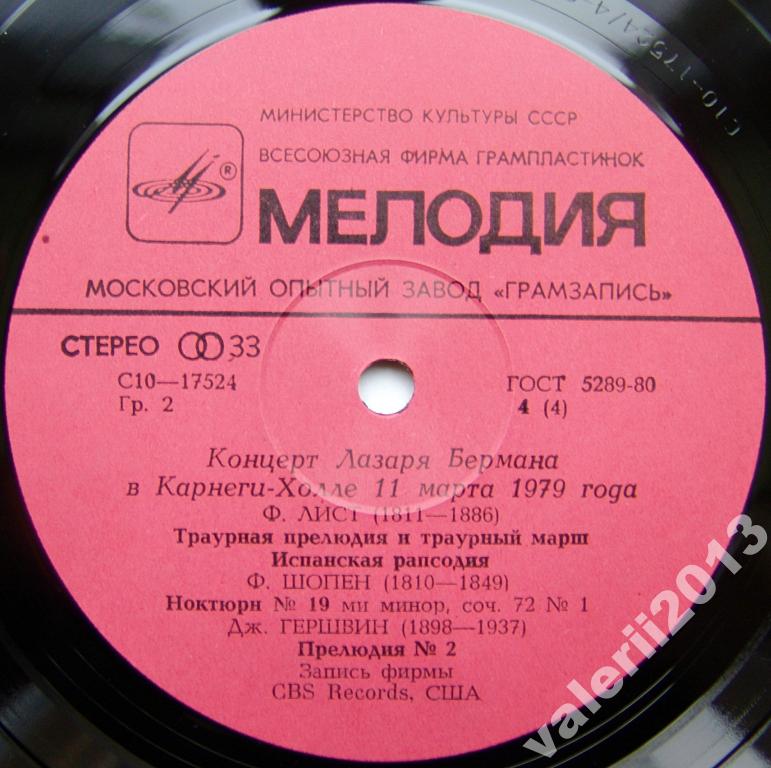 МИНИСТЕРСТВО КУЛЬТУРЫ СССР
ВСЕСОЮЗНАЯ ФИРМА ГРАМПЛАСТИНОК
®
МЕЛОДИЯ
МОСКОВСКИЙ ОПЫТНЫЙ ЗАВОД «ГРАМЗАПИСЬ»
СТЕРЕО 33
С10—17524 ГОСТ 5289-80
Гр. 2 4 (4)
Концерт Лазаря Бермана
в Карнеги-Холле 11 марта 1979 года
Ф. ЛИСТ (1811—1886)
Траурная прелюдия и траурный марш
Испанская рапсодия
Ф. ШОПЕН (1810—1849)
Ноктюрн № 19 ми минор, соч. 72 № 1
Дж. ГЕРШВИН (1898—1937)
Прелюдия № 2
Запись фирмы
CBS Records, США
valerii2013